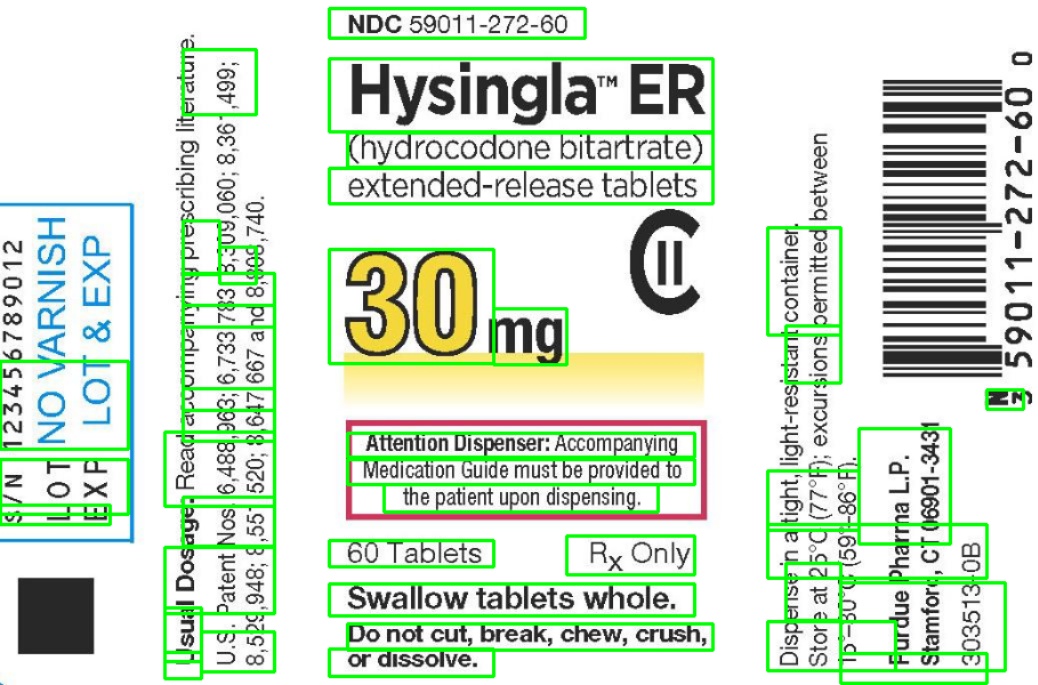 S/N 123456789012
LOT
EXP
NO VARNISH
LOT & EXP
Usual Dosage: Read accompanying prescribing literature.
U.S. Patent Nos. 6,488,963; 6,733,783; 8,309,060; 8,361,499;
8,529,948; 8,551,520; 8,647,667 and 8,808,740.
NDC 59011-272-60
Hysingla™ ER
(hydrocodone bitartrate)
extended-release tablets
CII
30 mg
Attention Dispenser: Accompanying
Medication Guide must be provided to
the patient upon dispensing.
60 Tablets
Rx Only
Swallow tablets whole.
Do not cut, break, chew, crush,
or dissolve.
Dispense in a tight, light-resistant container.
Store at 25°C (77°F); excursions permitted between
15°–30°C (59°–86°F).
Purdue Pharma L.P.
Stamford, CT 06901-3431
303513-0B
N
3 59011-272-60 0